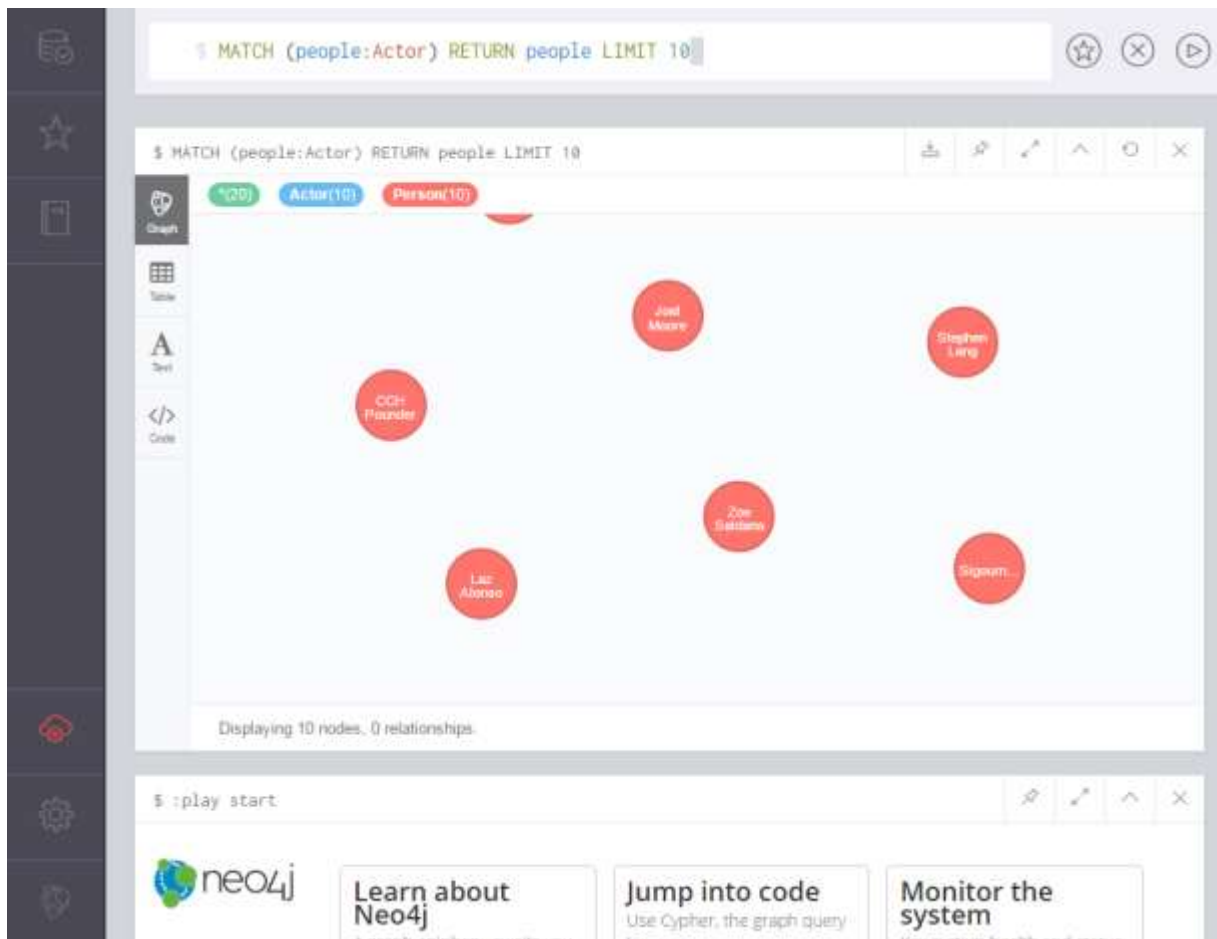 $ MATCH (people:Actor) RETURN people LIMIT 10
$ MATCH (people:Actor) RETURN people LIMIT 10
*(20) Actor(10) Person(10)
Graph
Table
Text
Code
Joel
Moore
Stephen
Lang
CCH
Pounder
Zoe
Saldana
Laz
Alonso
Sigourn...
Displaying 10 nodes, 0 relationships.
$ :play start
neo4j
Learn about
Neo4j
Jump into code
Use Cypher, the graph query
Monitor the
system